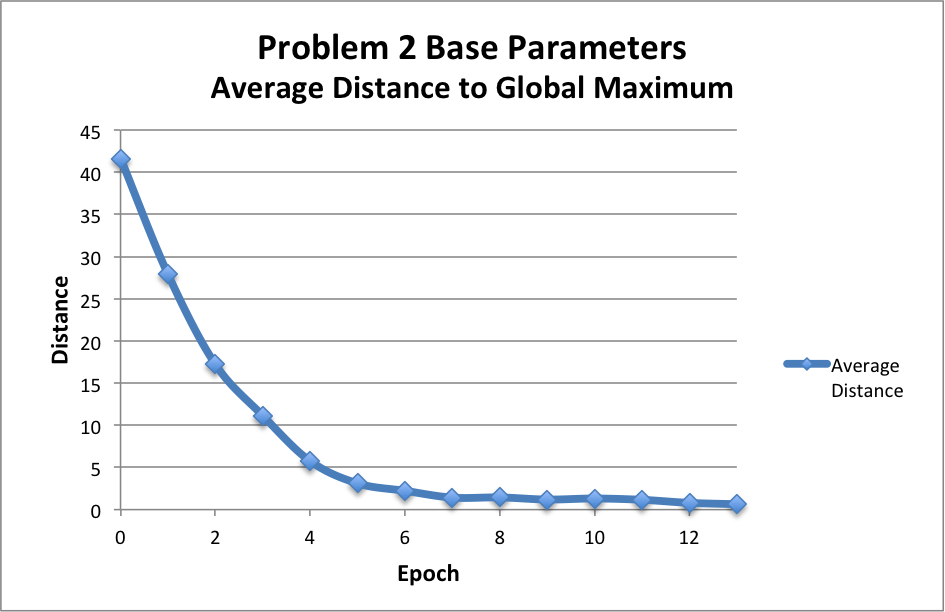 Problem 2 Base Parameters
Average Distance to Global Maximum
45
40
35
30
25
20
15
10
5
0
Distance
0 2 4 6 8 10 12
Epoch
Average
Distance